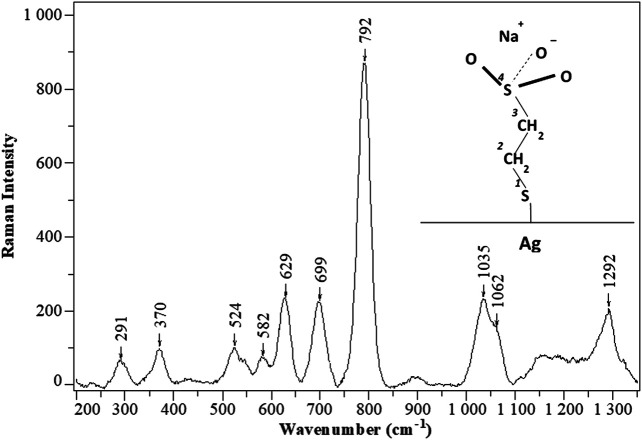 1 000
800
600
400
200
0
Raman Intensity
291
370
524
582
629
699
792
1035
1062
1292
Na+
O
O−
O
4
S
3
CH2
2
CH2
1
S
Ag
200 300 400 500 600 700 800 900 1 000 1 100 1 200 1 300
Wavenumber (cm-1)